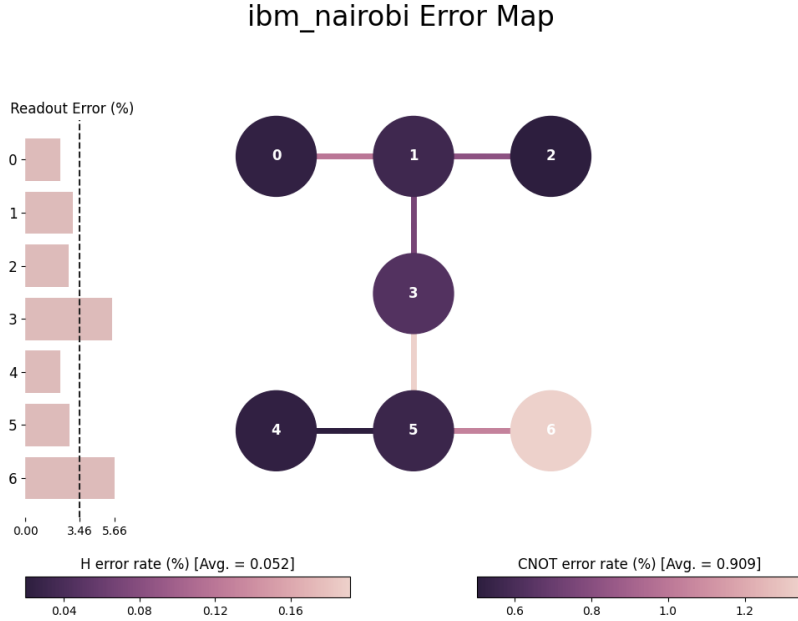 ibm_nairobi Error Map
Readout Error (%)
0
1
2
3
4
5
6
0.00 3.46 5.66
0 1 2
3
4 5 6
H error rate (%) [Avg. = 0.052]
0.04 0.08 0.12 0.16
CNOT error rate (%) [Avg. = 0.909]
0.6 0.8 1.0 1.2